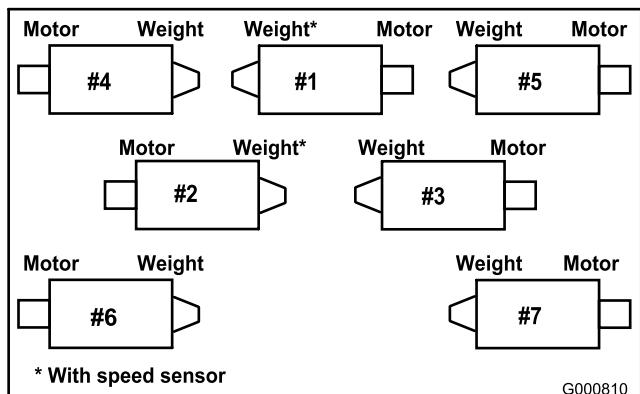 Motor Weight Weight* Motor Weight Motor
#4 #1 #5
Motor Weight* Weight Motor
#2 #3
Motor Weight Weight Motor
#6 #7
* With speed sensor
G000810